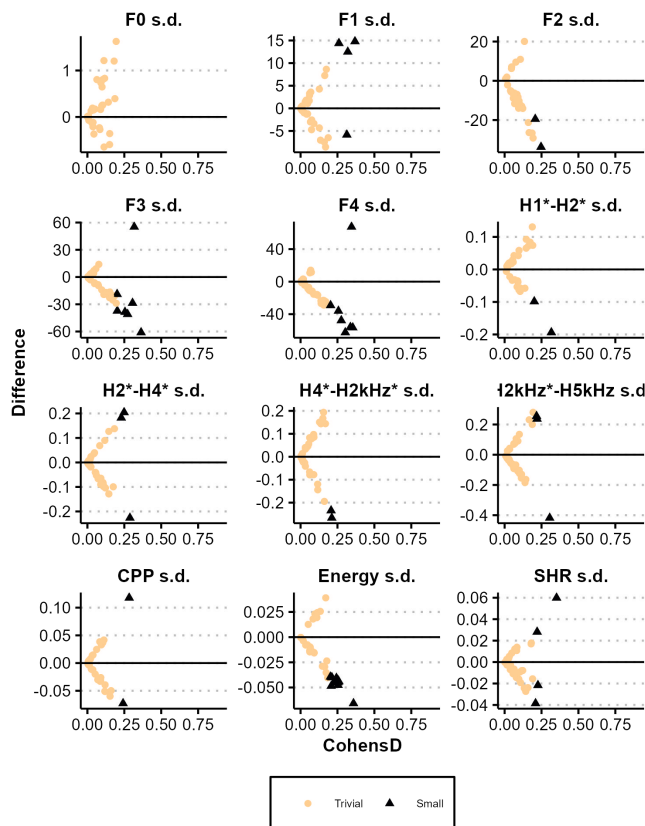 F0 s.d. F1 s.d. F2 s.d.
1 0
15 10 5 0 -5
20 0 -20
0.00 0.25 0.50 0.75 0.00 0.25 0.50 0.75 0.00 0.25 0.50 0.75
F3 s.d. F4 s.d. H1*-H2* s.d.
60 30 0 -30 -60
40 0 -40
0.1 0.0 -0.1 -0.2
0.00 0.25 0.50 0.75 0.00 0.25 0.50 0.75 0.00 0.25 0.50 0.75
Difference
H2*-H4* s.d. H4*-H2kHz* s.d. H2kHz*-H5kHz s.d
0.2 0.1 0.0 -0.1 -0.2
0.2 0.1 0.0 -0.1 -0.2
0.4 0.2 0.0 -0.2 -0.4
0.00 0.25 0.50 0.75 0.00 0.25 0.50 0.75 0.00 0.25 0.50 0.75
CPP s.d. Energy s.d. SHR s.d.
0.10 0.05 0.00 -0.05
0.025 0.000 -0.025 -0.050
0.06 0.04 0.02 0.00 -0.02 -0.04
0.00 0.25 0.50 0.75 0.00 0.25 0.50 0.75 0.00 0.25 0.50 0.75
CohensD
Trivial Small